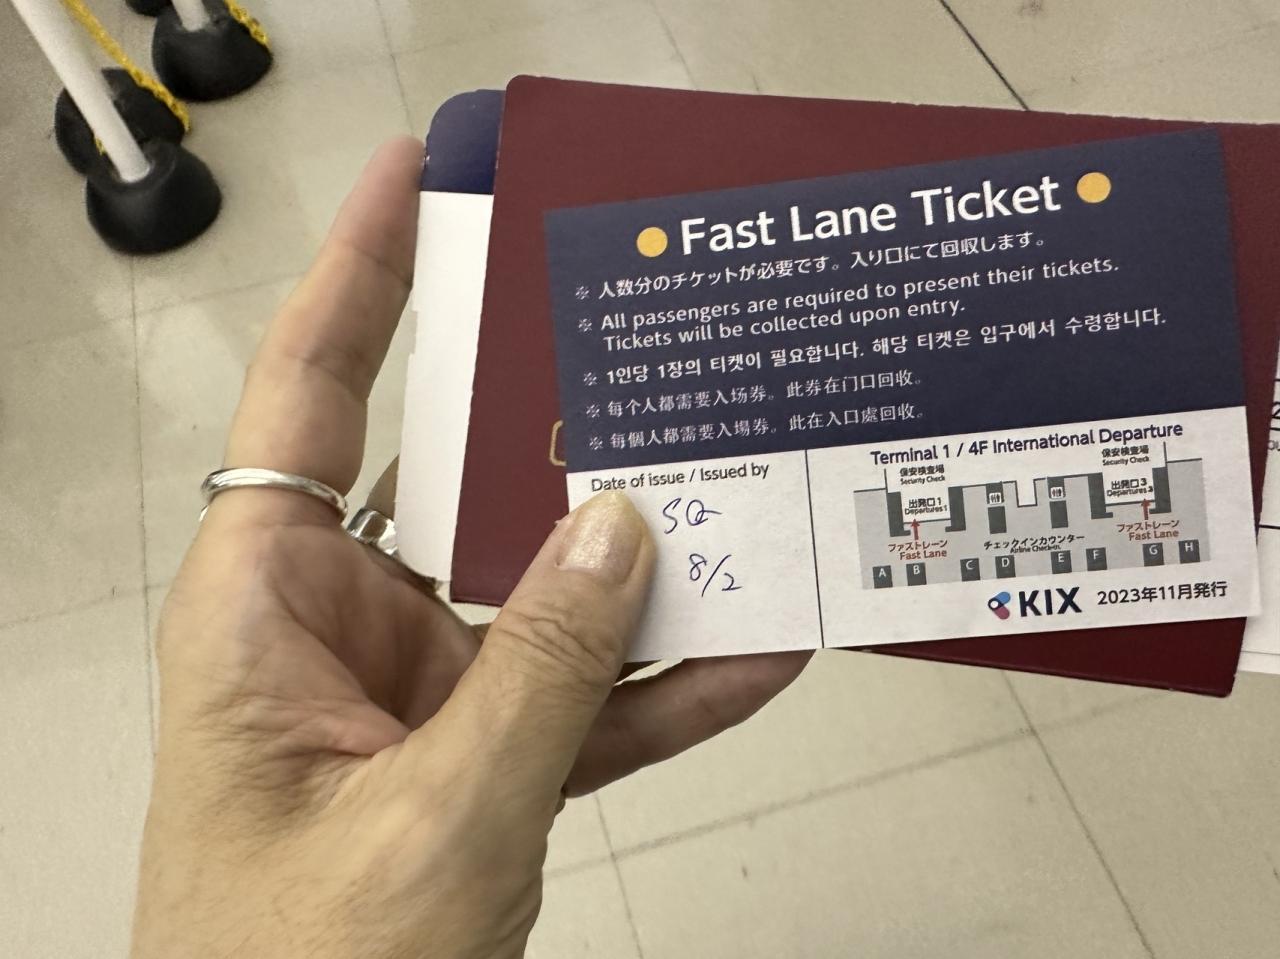 Fast Lane Ticket
※ 人数分のチケットが必要です。入り口にて回収します。
※ All passengers are required to present their tickets.
Tickets will be collected upon entry.
※ 1인당 1장의 티켓이 필요합니다. 해당 티켓은 입구에서 수령합니다.
※ 每个人都需要入场券。此券在门口回收。
※ 每個人都需要入場券。此在入口處回收。
Date of issue / Issued by
SQ
8/2
Terminal 1 / 4F International Departure
保安検査場
Security Check
保安検査場
Security Check
出発口1
Departures 1
出発口3
Departures 3
ファストレーン
Fast Lane
チェックインカウンター
Airline Check-in
ファストレーン
Fast Lane
A B C D E F G H
KIX 2023年11月発行